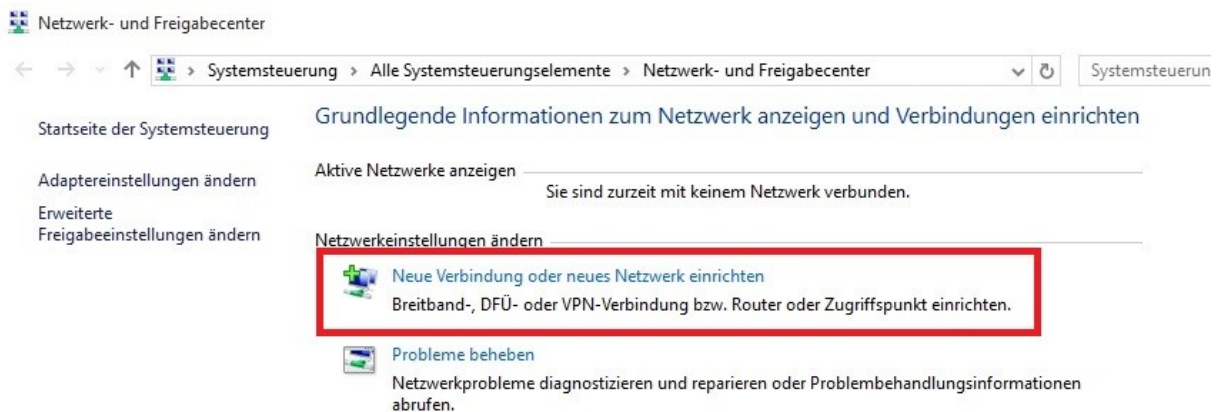 Netzwerk- und Freigabecenter
Systemsteuerung > Alle Systemsteuerungselemente > Netzwerk- und Freigabecenter
Systemsteuerun
Startseite der Systemsteuerung
Adaptereinstellungen ändern
Erweiterte
Freigabeeinstellungen ändern
Grundlegende Informationen zum Netzwerk anzeigen und Verbindungen einrichten
Aktive Netzwerke anzeigen
Sie sind zurzeit mit keinem Netzwerk verbunden.
Netzwerkeinstellungen ändern
Neue Verbindung oder neues Netzwerk einrichten
Breitband-, DFÜ- oder VPN-Verbindung bzw. Router oder Zugriffspunkt einrichten.
Probleme beheben
Netzwerkprobleme diagnostizieren und reparieren oder Problembehandlungsinformationen
abrufen.